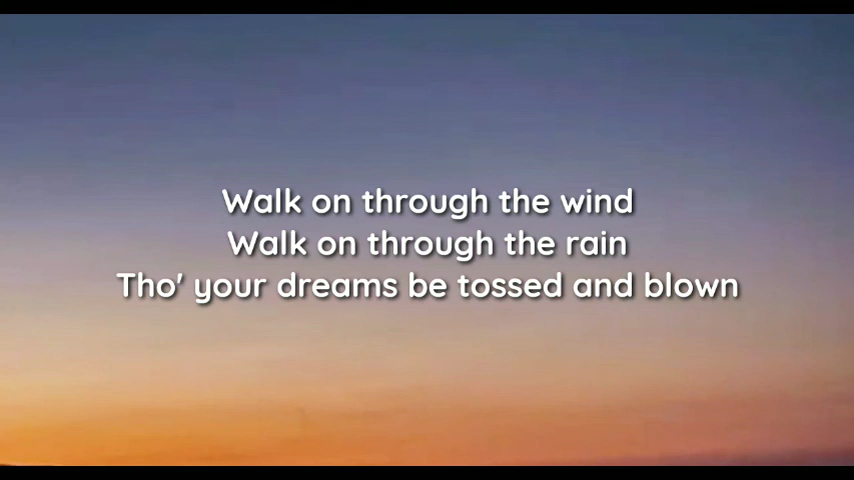 Walk on through the wind
Walk on through the rain
Tho' your dreams be tossed and blown